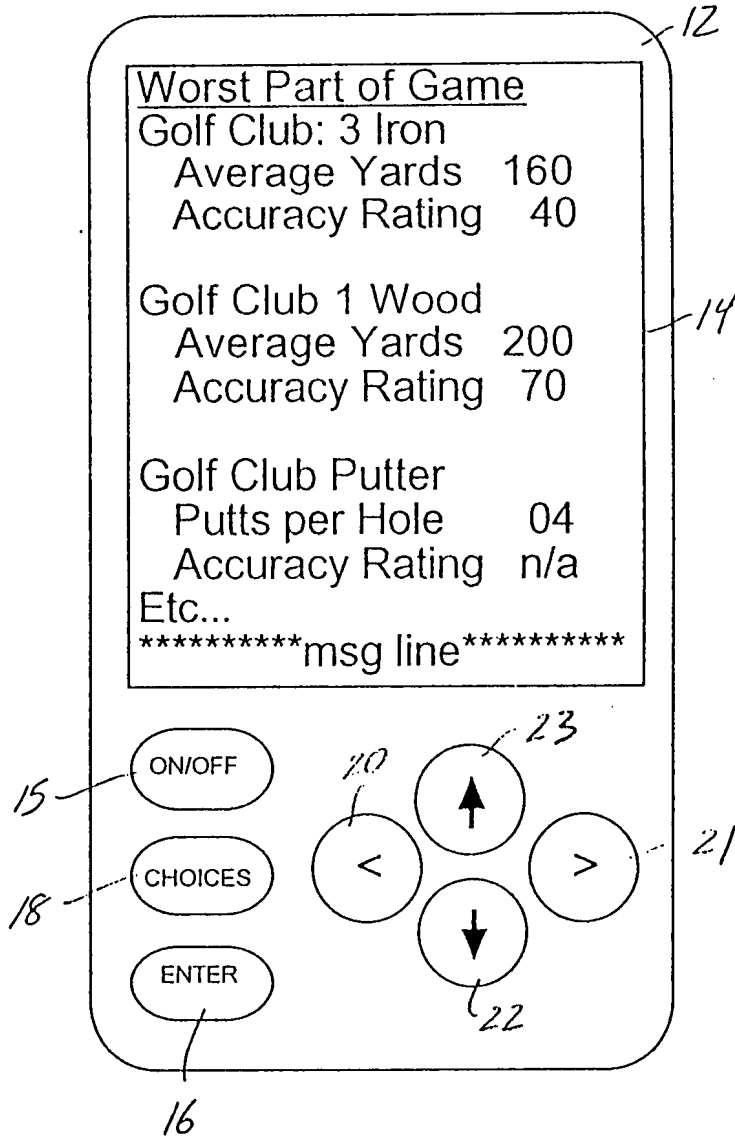 12
Worst Part of Game
Golf Club: 3 Iron
Average Yards 160
Accuracy Rating 40
Golf Club 1 Wood
Average Yards 200
Accuracy Rating 70
14
Golf Club Putter
Putts per Hole 04
Accuracy Rating n/a
Etc...
**********msg line**********
ON/OFF
15
20
23
CHOICES
18
<
>
21
ENTER
16
22